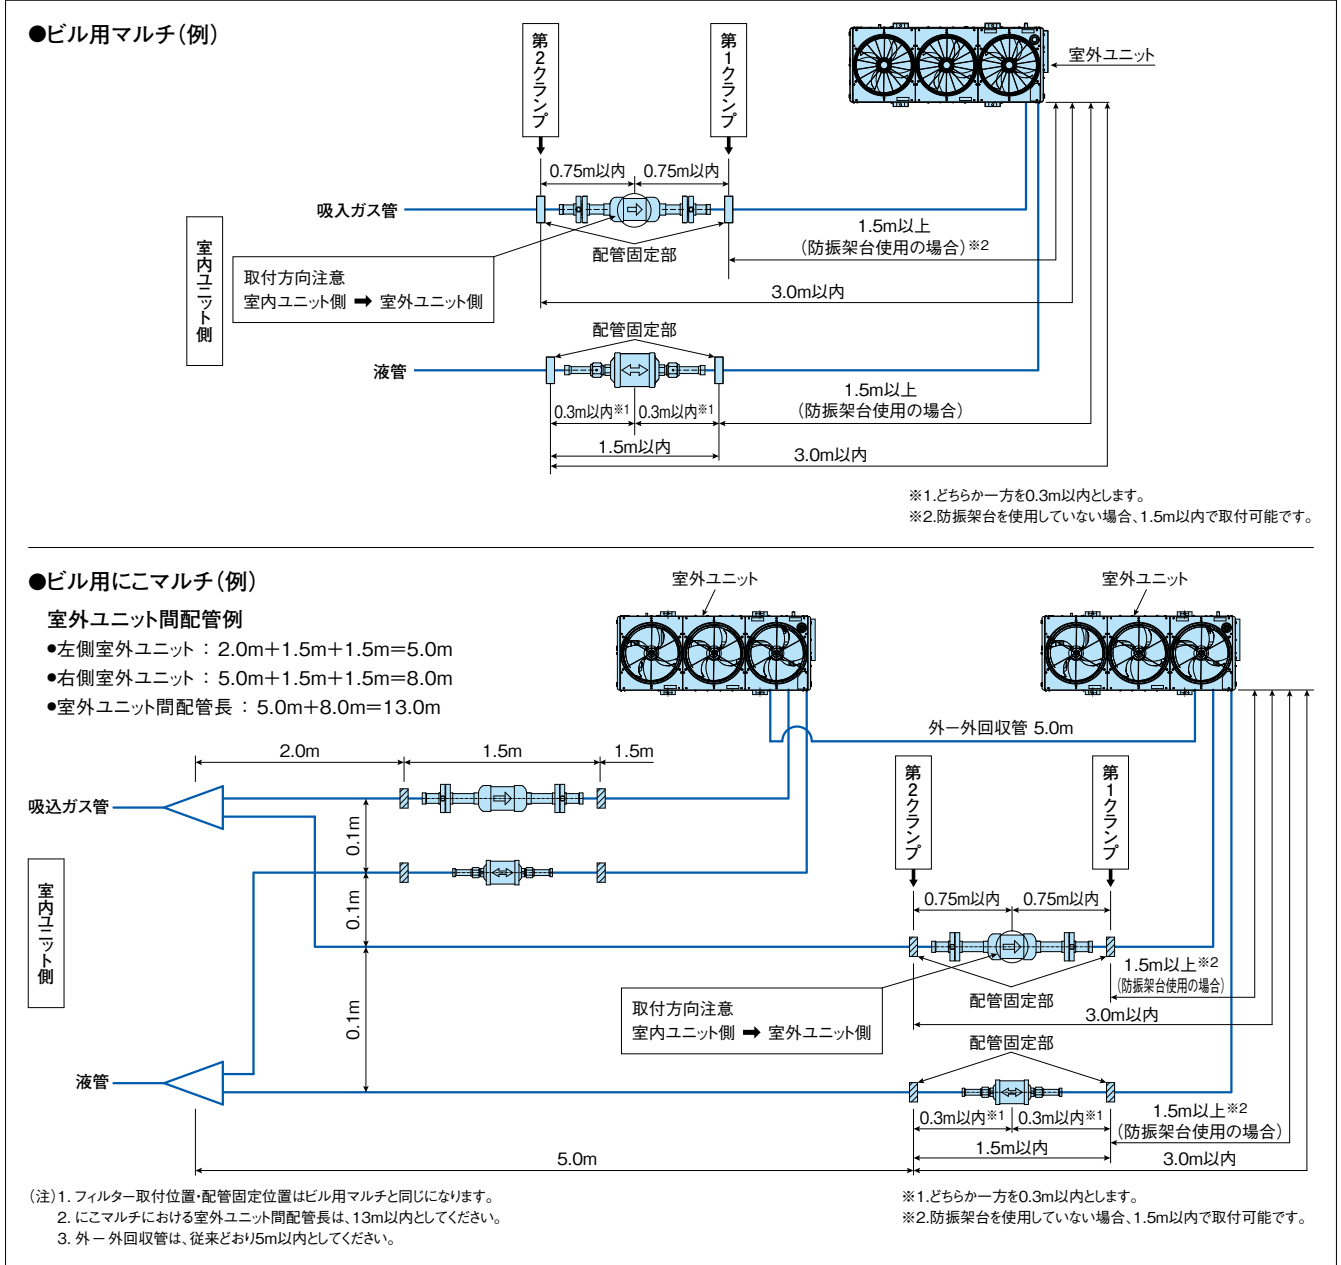 ●ビル用マルチ（例）
第2クランプ
第1クランプ
室外ユニット
0.75m以内
0.75m以内
吸入ガス管
配管固定部
1.5m以上
(防振架台使用の場合)※2
3.0m以内
室内ユニット側
取付方向注意
室内ユニット側 ➡ 室外ユニット側
配管固定部
液管
1.5m以上
(防振架台使用の場合)
0.3m以内※1
0.3m以内※1
1.5m以内
3.0m以内
※1.どちらか一方を0.3m以内とします。
※2.防振架台を使用していない場合、1.5m以内で取付可能です。
●ビル用にこマルチ（例）
室外ユニット間配管例
●左側室外ユニット：2.0m＋1.5m＋1.5m＝5.0m
●右側室外ユニット：5.0m＋1.5m＋1.5m＝8.0m
●室外ユニット間配管長：5.0m＋8.0m＝13.0m
室外ユニット
室外ユニット
外－外回収管 5.0m
2.0m
1.5m
1.5m
第2クランプ
第1クランプ
吸込ガス管
0.1m
0.1m
0.1m
室内ユニット側
0.75m以内
0.75m以内
1.5m以上※2
(防振架台使用の場合)
配管固定部
3.0m以内
取付方向注意
室内ユニット側 ➡ 室外ユニット側
配管固定部
液管
0.3m以内※1
0.3m以内※1
1.5m以上※2
(防振架台使用の場合)
1.5m以内
5.0m
3.0m以内
(注)1. フィルター取付位置・配管固定位置はビル用マルチと同じになります。
2. にこマルチにおける室外ユニット間配管長は、13m以内としてください。
3. 外－外回収管は、従来どおり5m以内としてください。
※1.どちらか一方を0.3m以内とします。
※2.防振架台を使用していない場合、1.5m以内で取付可能です。